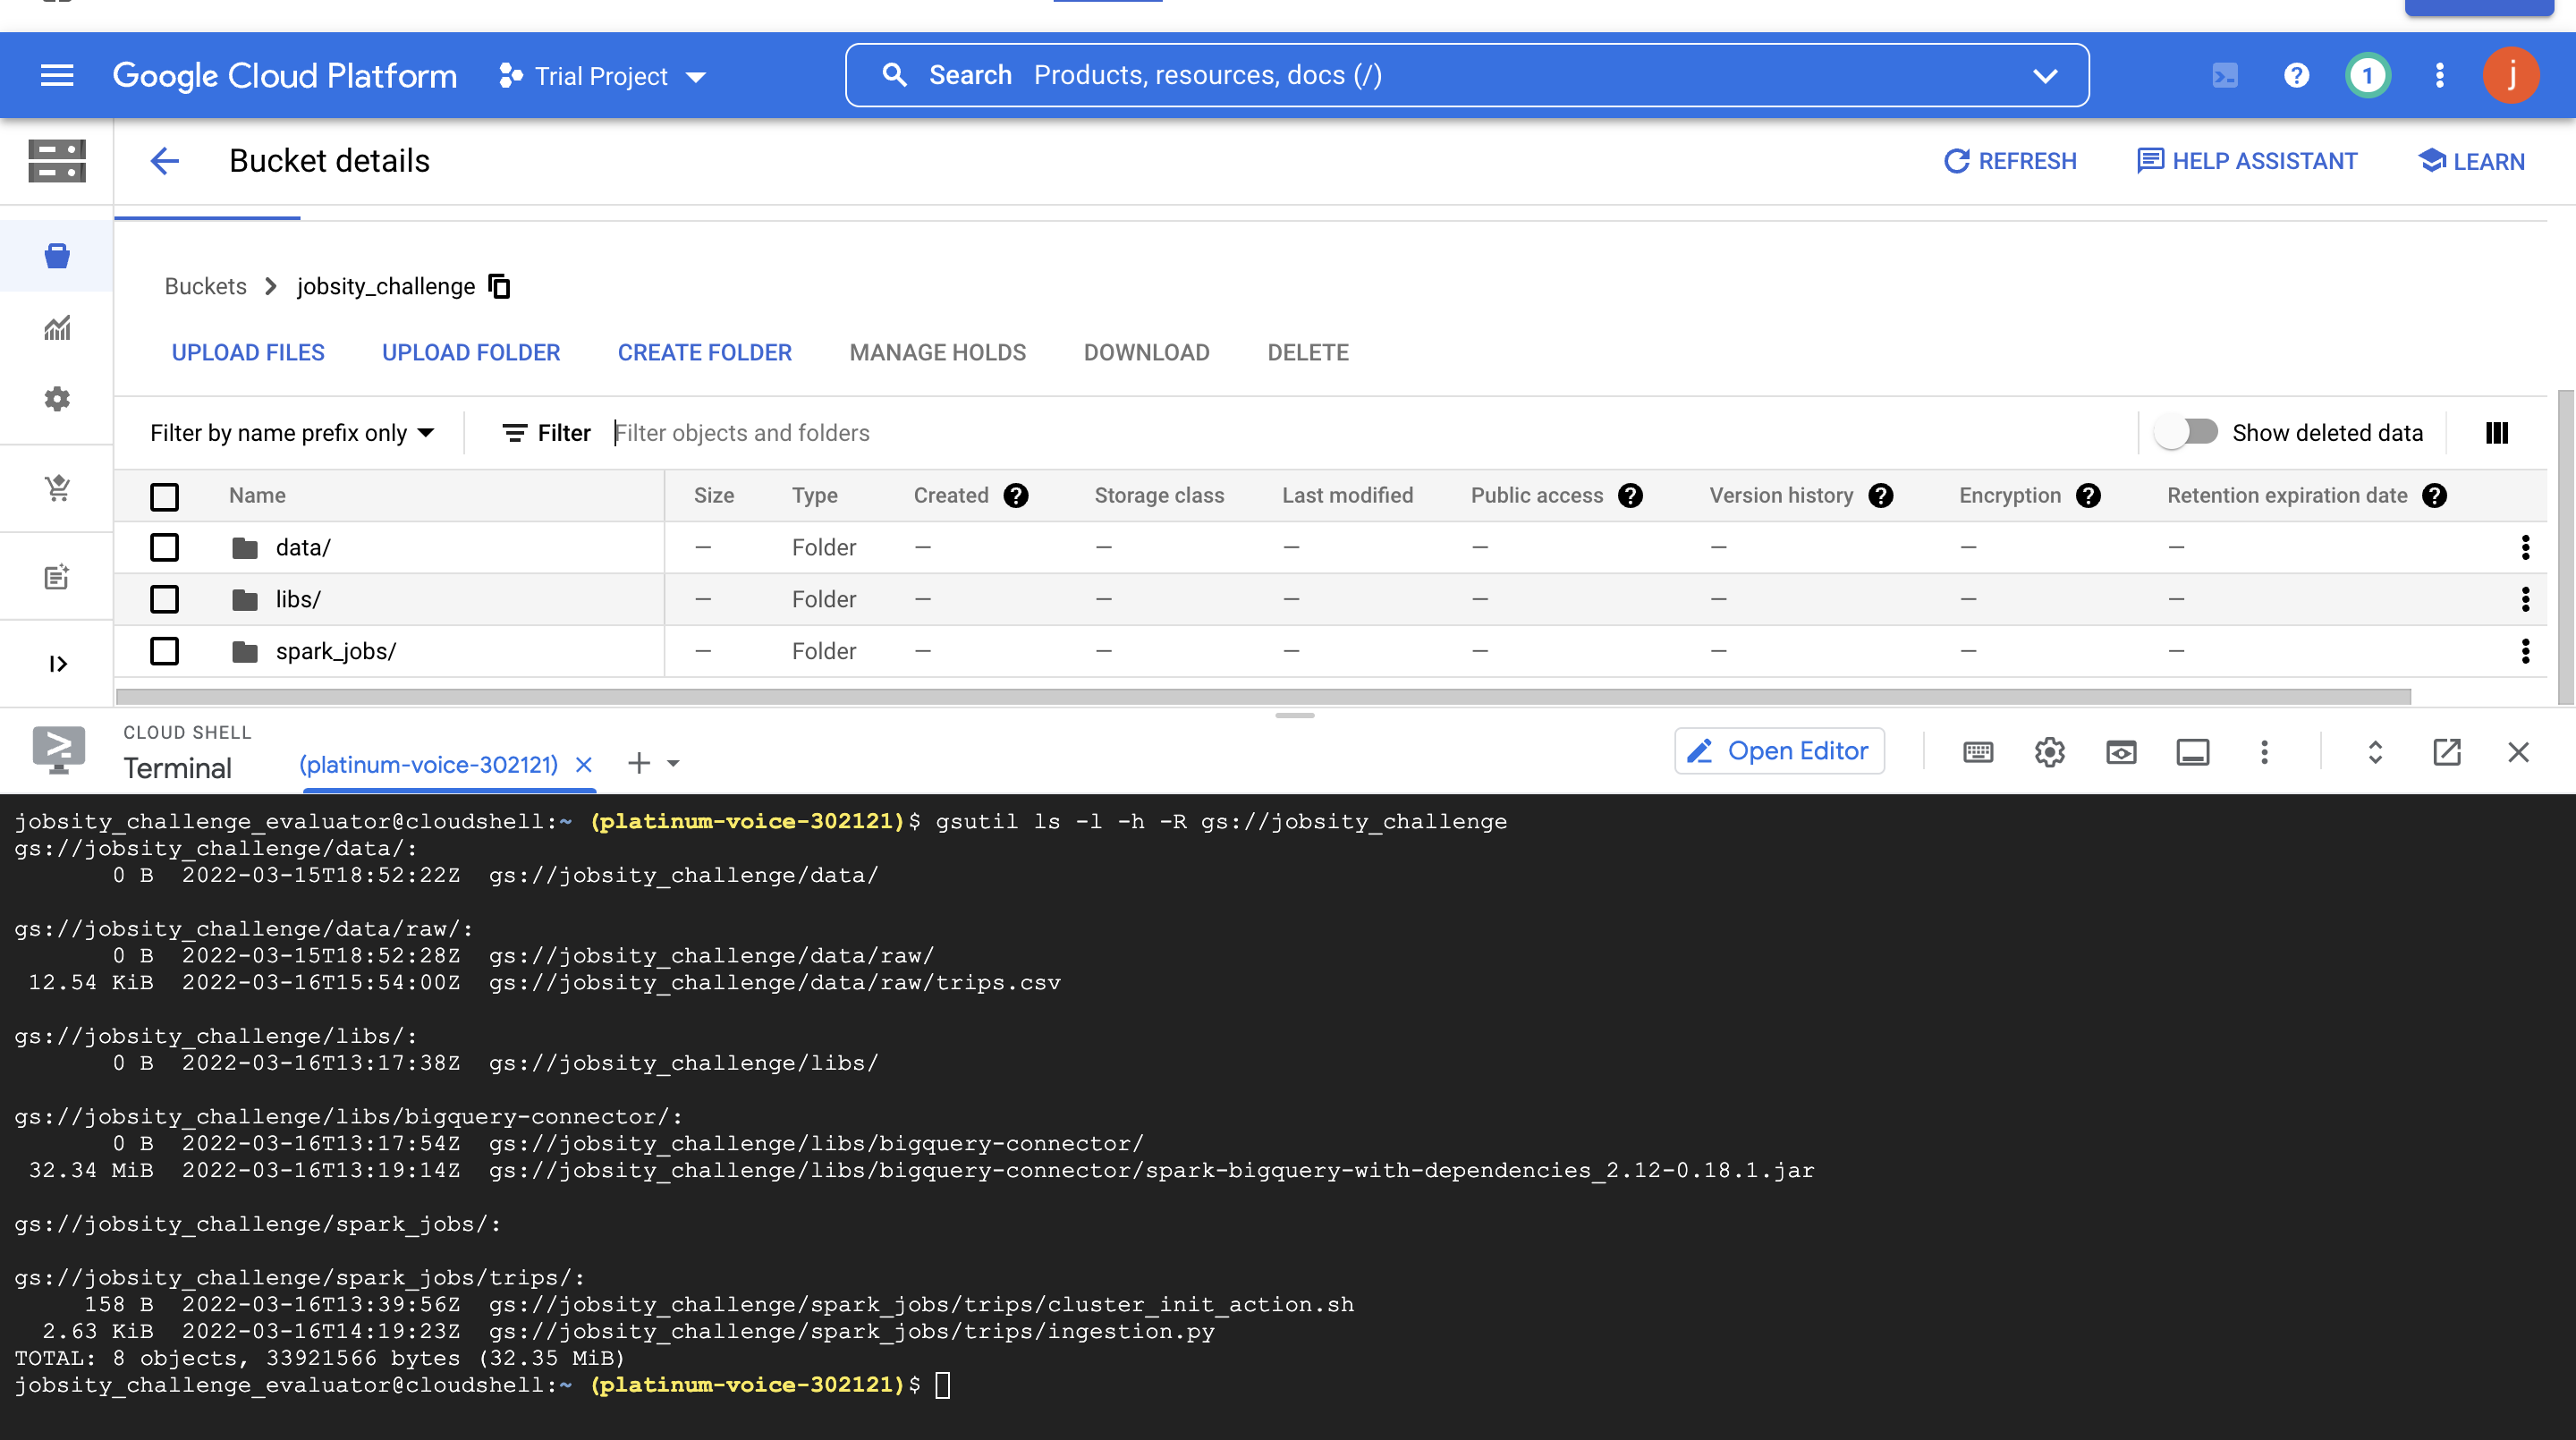 Google Cloud Platform Trial Project Search Products, resources, docs (/) 1 j
Bucket details REFRESH HELP ASSISTANT LEARN
Buckets jobsity_challenge
UPLOAD FILES UPLOAD FOLDER CREATE FOLDER MANAGE HOLDS DOWNLOAD DELETE
Filter by name prefix only Filter Filter objects and folders Show deleted data
Name Size Type Created Storage class Last modified Public access Version history Encryption Retention expiration date
data/ — Folder — — — — — — —
libs/ — Folder — — — — — — —
spark_jobs/ — Folder — — — — — — —
CLOUD SHELL
Terminal (platinum-voice-302121) Open Editor
jobsity_challenge_evaluator@cloudshell:~ (platinum-voice-302121)$ gsutil ls -l -h -R gs://jobsity_challenge
gs://jobsity_challenge/data/:
0 B 2022-03-15T18:52:22Z gs://jobsity_challenge/data/
gs://jobsity_challenge/data/raw/:
0 B 2022-03-15T18:52:28Z gs://jobsity_challenge/data/raw/
12.54 KiB 2022-03-16T15:54:00Z gs://jobsity_challenge/data/raw/trips.csv
gs://jobsity_challenge/libs/:
0 B 2022-03-16T13:17:38Z gs://jobsity_challenge/libs/
gs://jobsity_challenge/libs/bigquery-connector/:
0 B 2022-03-16T13:17:54Z gs://jobsity_challenge/libs/bigquery-connector/
32.34 MiB 2022-03-16T13:19:14Z gs://jobsity_challenge/libs/bigquery-connector/spark-bigquery-with-dependencies_2.12-0.18.1.jar
gs://jobsity_challenge/spark_jobs/:
gs://jobsity_challenge/spark_jobs/trips/:
158 B 2022-03-16T13:39:56Z gs://jobsity_challenge/spark_jobs/trips/cluster_init_action.sh
2.63 KiB 2022-03-16T14:19:23Z gs://jobsity_challenge/spark_jobs/trips/ingestion.py
TOTAL: 8 objects, 33921566 bytes (32.35 MiB)
jobsity_challenge_evaluator@cloudshell:~ (platinum-voice-302121)$